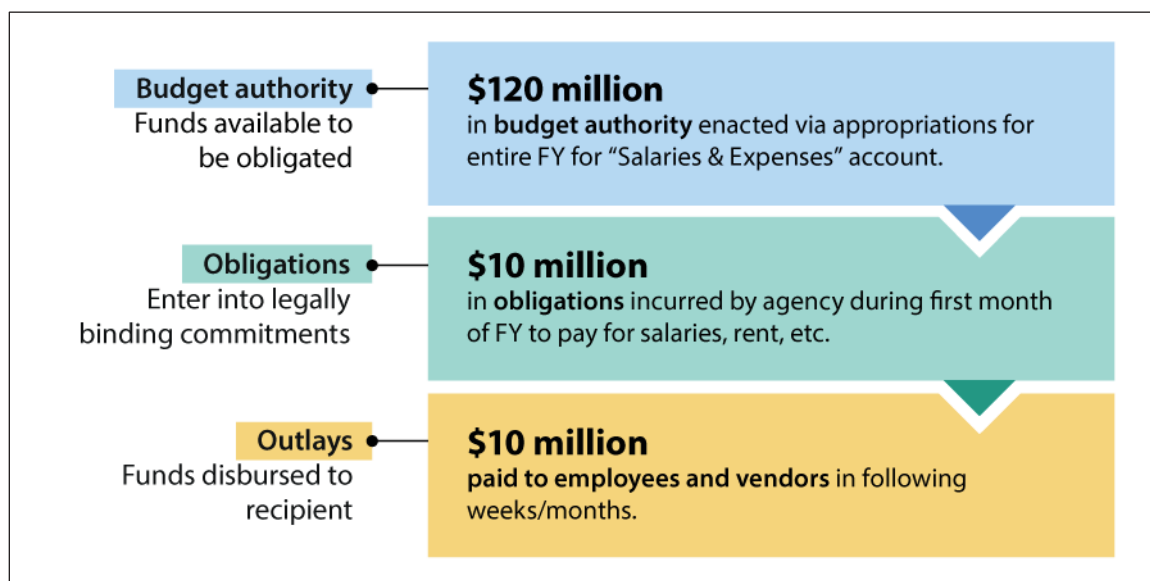 Budget authority
Funds available to
be obligated
$120 million
in budget authority enacted via appropriations for
entire FY for “Salaries & Expenses” account.
Obligations
Enter into legally
binding commitments
$10 million
in obligations incurred by agency during first month
of FY to pay for salaries, rent, etc.
Outlays
Funds disbursed to
recipient
$10 million
paid to employees and vendors in following
weeks/months.